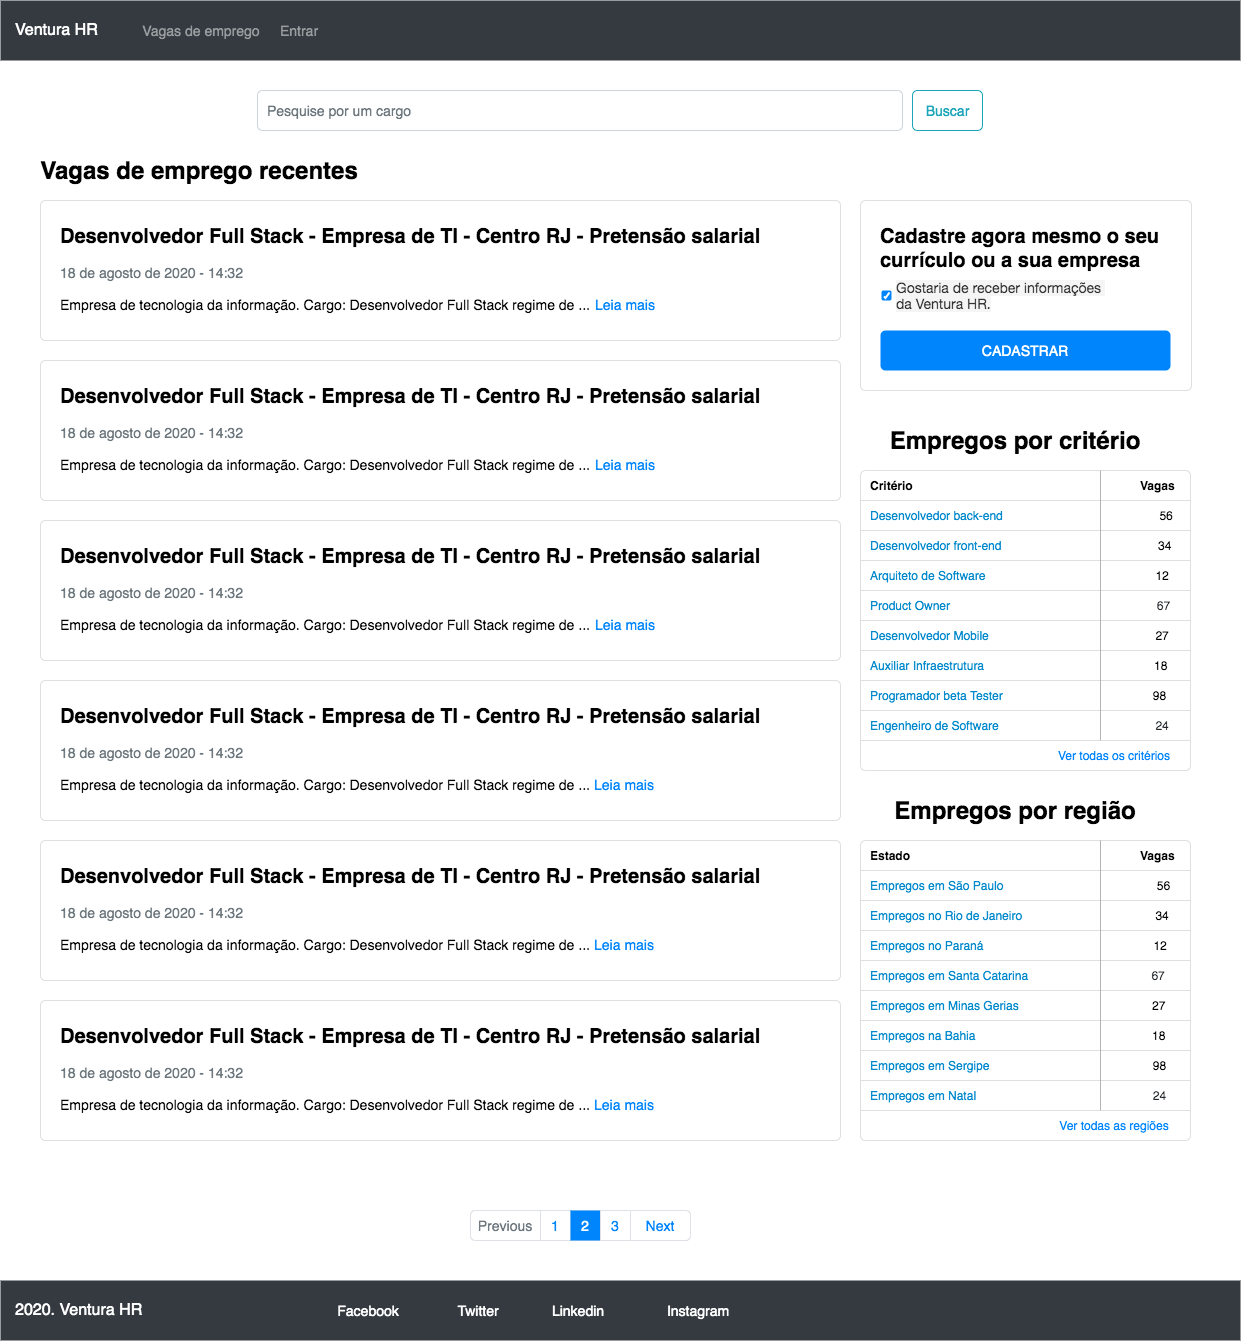 Ventura HR
Vagas de emprego
Entrar
Pesquise por um cargo
Buscar
Vagas de emprego recentes
Desenvolvedor Full Stack - Empresa de TI - Centro RJ - Pretensão salarial
18 de agosto de 2020 - 14:32
Empresa de tecnologia da informação. Cargo: Desenvolvedor Full Stack regime de ... Leia mais
Desenvolvedor Full Stack - Empresa de TI - Centro RJ - Pretensão salarial
18 de agosto de 2020 - 14:32
Empresa de tecnologia da informação. Cargo: Desenvolvedor Full Stack regime de ... Leia mais
Desenvolvedor Full Stack - Empresa de TI - Centro RJ - Pretensão salarial
18 de agosto de 2020 - 14:32
Empresa de tecnologia da informação. Cargo: Desenvolvedor Full Stack regime de ... Leia mais
Desenvolvedor Full Stack - Empresa de TI - Centro RJ - Pretensão salarial
18 de agosto de 2020 - 14:32
Empresa de tecnologia da informação. Cargo: Desenvolvedor Full Stack regime de ... Leia mais
Desenvolvedor Full Stack - Empresa de TI - Centro RJ - Pretensão salarial
18 de agosto de 2020 - 14:32
Empresa de tecnologia da informação. Cargo: Desenvolvedor Full Stack regime de ... Leia mais
Desenvolvedor Full Stack - Empresa de TI - Centro RJ - Pretensão salarial
18 de agosto de 2020 - 14:32
Empresa de tecnologia da informação. Cargo: Desenvolvedor Full Stack regime de ... Leia mais
Cadastre agora mesmo o seu
currículo ou a sua empresa
Gostaria de receber informações
da Ventura HR.
CADASTRAR
Empregos por critério
Critério Vagas
Desenvolvedor back-end 56
Desenvolvedor front-end 34
Arquiteto de Software 12
Product Owner 67
Desenvolvedor Mobile 27
Auxiliar Infraestrutura 18
Programador beta Tester 98
Engenheiro de Software 24
Ver todas os critérios
Empregos por região
Estado Vagas
Empregos em São Paulo 56
Empregos no Rio de Janeiro 34
Empregos no Paraná 12
Empregos em Santa Catarina 67
Empregos em Minas Gerias 27
Empregos na Bahia 18
Empregos em Sergipe 98
Empregos em Natal 24
Ver todas as regiões
Previous 1 2 3 Next
2020. Ventura HR
Facebook
Twitter
Linkedin
Instagram